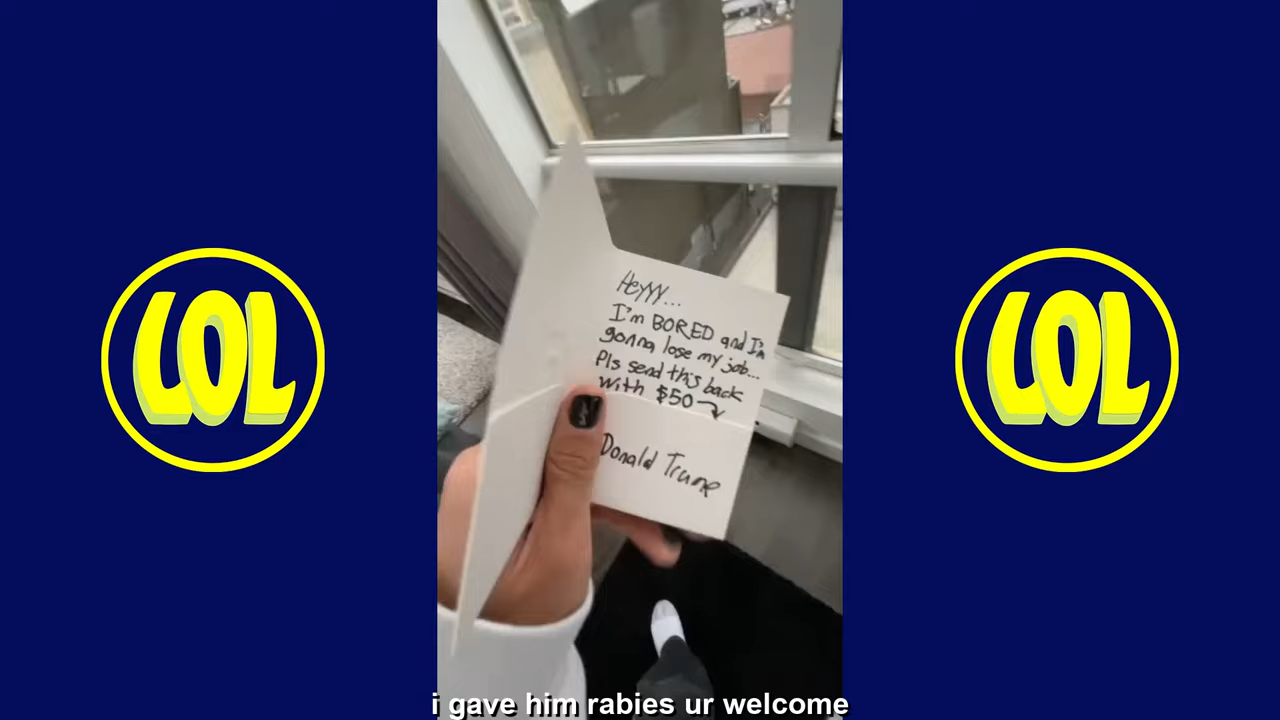 LOL
Heyyy...
I'm BORED and I'm
gonna lose my job...
Pls send this back
with $50
Donald Trump
LOL
i gave him rabies ur welcome